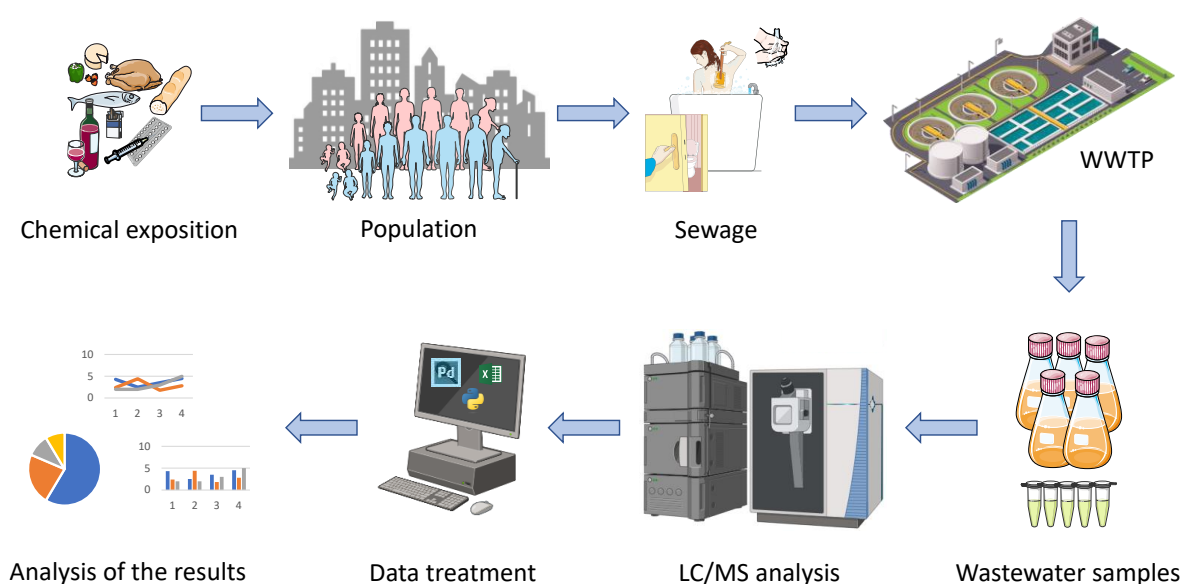 WWTP
Chemical exposition
Population
Sewage
10
5
0
1 2 3 4
10
5
0
1 2 3 4
Pd
X
Analysis of the results
Data treatment
LC/MS analysis
Wastewater samples